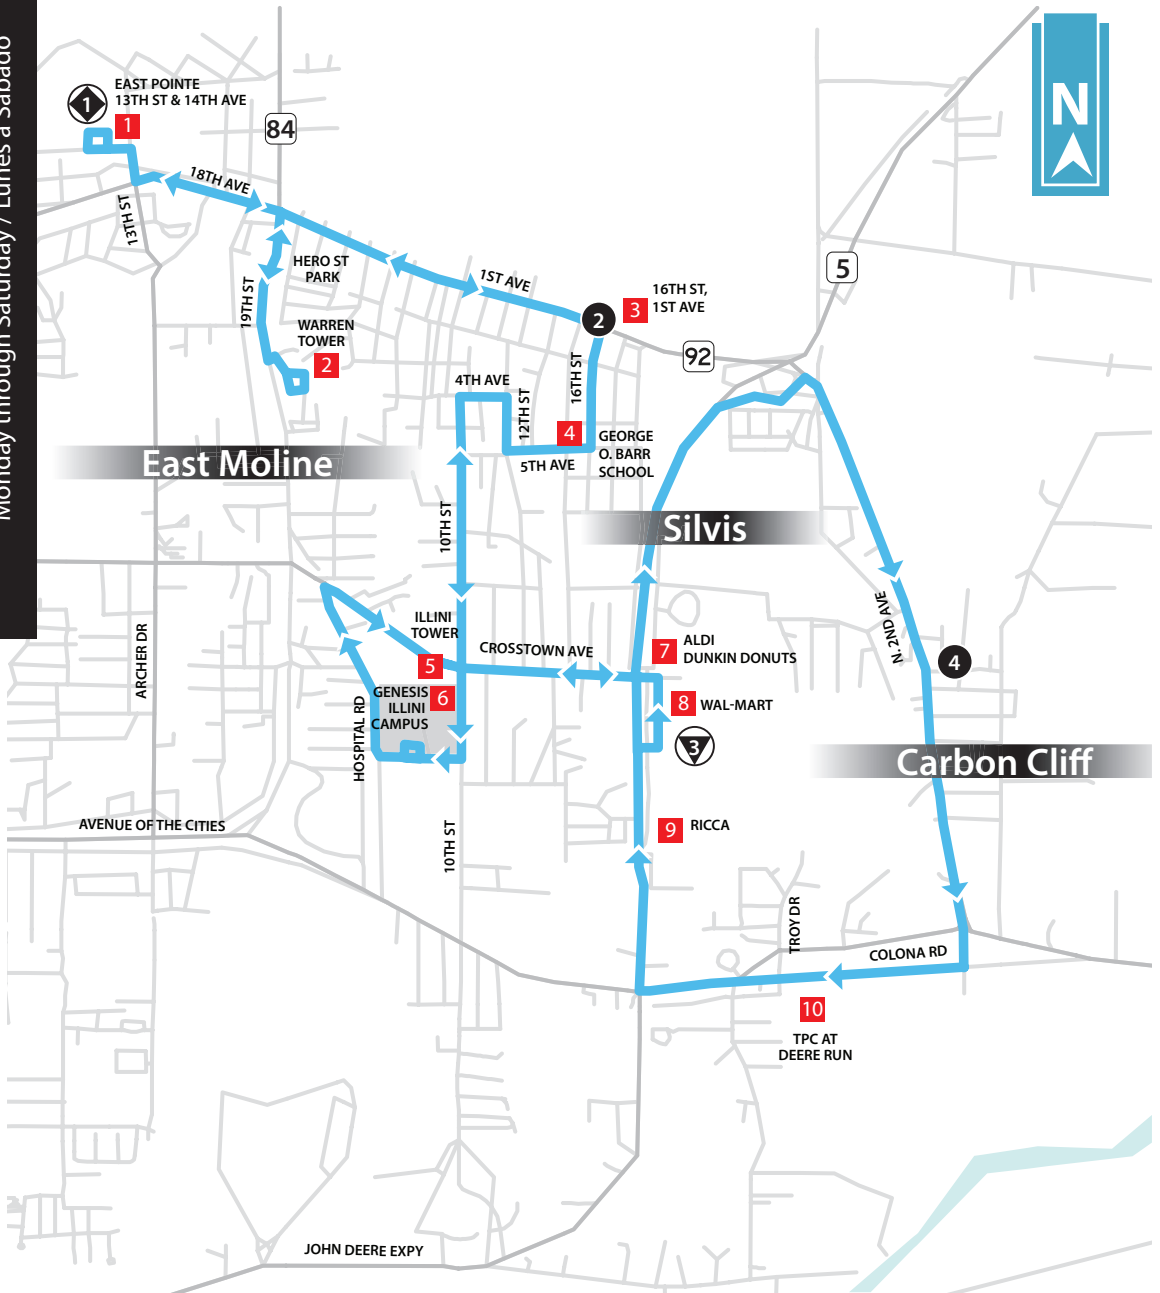 Monday through Saturday / Lunes a Sábado
N
1
EAST POINTE
13TH ST & 14TH AVE
1
84
18TH AVE
13TH ST
HERO ST
PARK
19TH ST
WARREN
TOWER
2
1ST AVE
2
3
16TH ST,
1ST AVE
5
92
4TH AVE
12TH ST
16TH ST
4
GEORGE
O. BARR
SCHOOL
5TH AVE
East Moline
10TH ST
Silvis
ILLINI
TOWER
5
CROSSTOWN AVE
7
ALDI
DUNKIN DONUTS
N. 2ND AVE
4
ARCHER DR
HOSPITAL RD
GENESIS
ILLINI
CAMPUS
6
8
WAL-MART
3
Carbon Cliff
AVENUE OF THE CITIES
10TH ST
9
RICCA
TROY DR
COLONA RD
10
TPC AT
DEERE RUN
JOHN DEERE EXPY